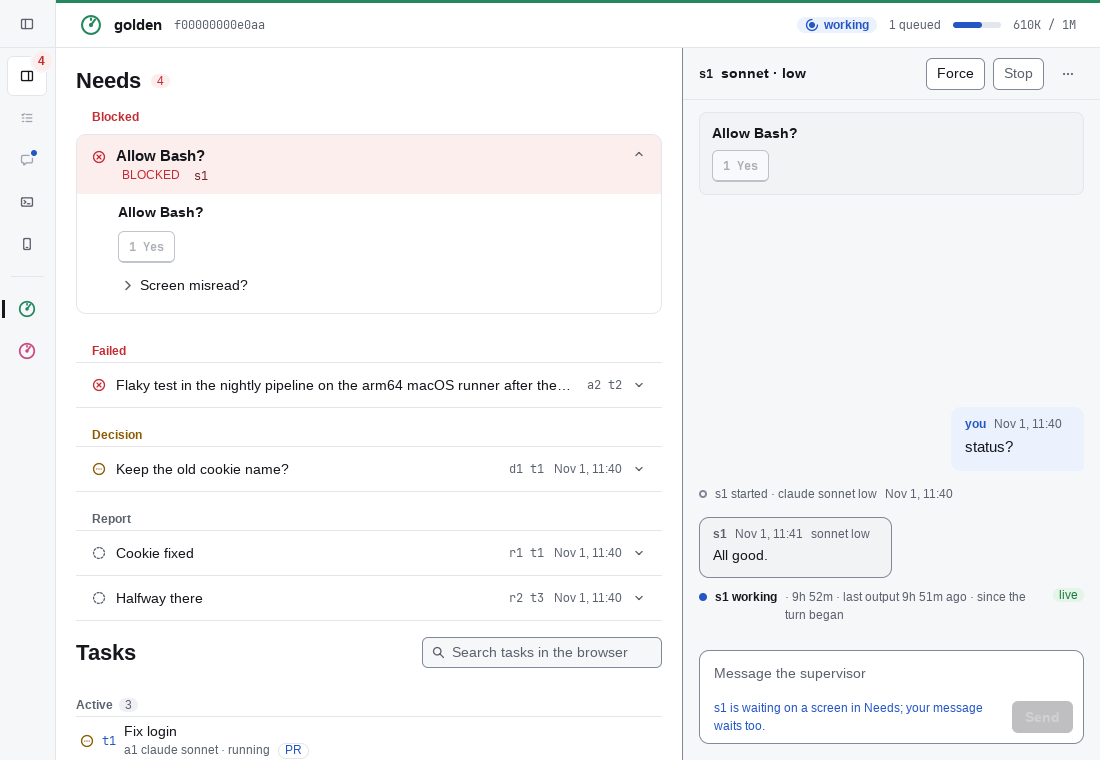 golden f00000000e0aa
working 1 queued 610K / 1M
4
Needs 4
Blocked
Allow Bash?
BLOCKED s1
Allow Bash?
1 Yes
Screen misread?
Failed
Flaky test in the nightly pipeline on the arm64 macOS runner after the… a2 t2
Decision
Keep the old cookie name? d1 t1 Nov 1, 11:40
Report
Cookie fixed r1 t1 Nov 1, 11:40
Halfway there r2 t3 Nov 1, 11:40
Tasks
Search tasks in the browser
Active 3
t1 Fix login
a1 claude sonnet · running PR
s1 sonnet · low
Force Stop
Allow Bash?
1 Yes
you Nov 1, 11:40
status?
s1 started · claude sonnet low Nov 1, 11:40
s1 Nov 1, 11:41 sonnet low
All good.
s1 working · 9h 52m · last output 9h 51m ago · since the live
turn began
Message the supervisor
s1 is waiting on a screen in Needs; your message
waits too.
Send